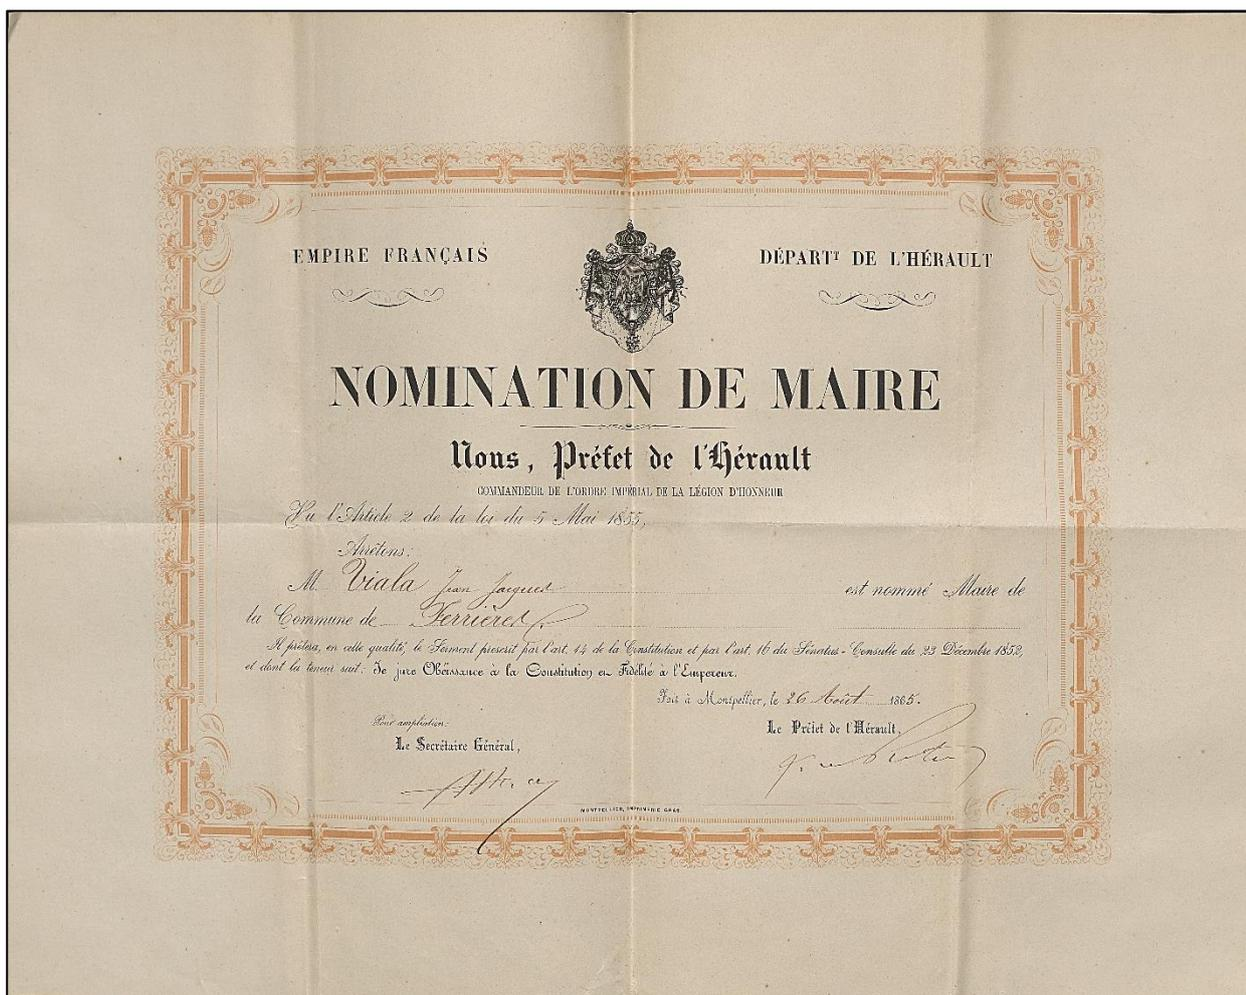 EMPIRE FRANÇAIS
DÉPARTT DE L'HÉRAULT
NOMINATION DE MAIRE
Nous, Préfet de l'Hérault
COMMANDEUR DE L'ORDRE IMPÉRIAL DE LA LÉGION D'HONNEUR
Vu l'Article 2 de la loi du 5 Mai 1855,
Arrêtons:
M. Viala Jean Jacques est nommé Maire de
la Commune de Ferrières
Il prêtera, en cette qualité, le Serment prescrit par l'art. 14 de la Constitution et par l'art. 16 du Sénatus-Consulte du 23 Décembre 1852,
et dont la teneur suit: Je jure Obéissance à la Constitution et Fidélité à l'Empereur.
Fait à Montpellier, le 26 Août 1865.
Pour ampliation:
Le Secrétaire Général,
Le Préfet de l'Hérault,
MONTPELLIER, IMPRIMERIE GRAS.